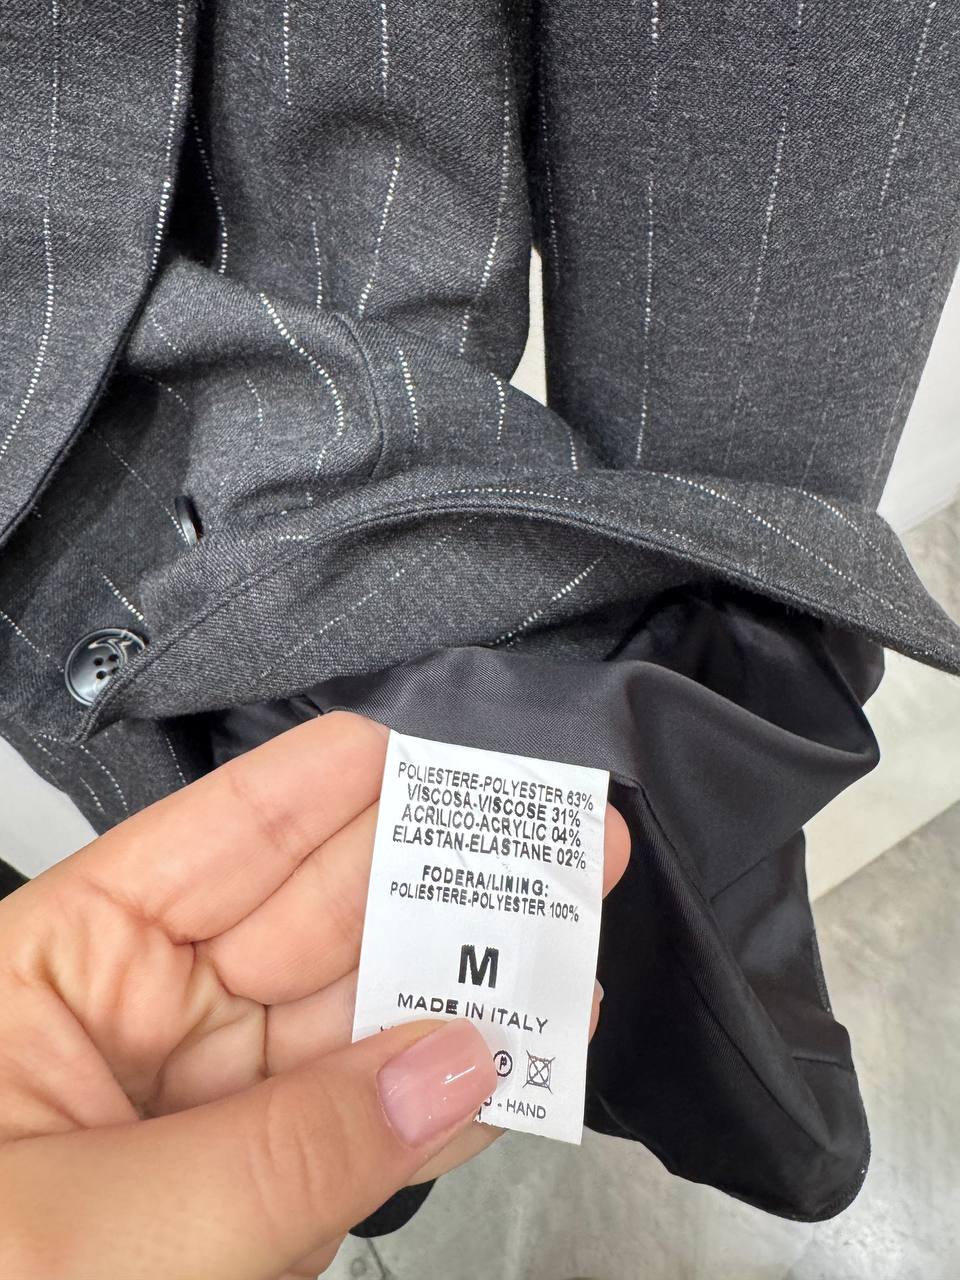 POLIESTERE-POLYESTER 63%
VISCOSA-VISCOSE 31%
ACRILICO-ACRYLIC 04%
ELASTAN-ELASTANE 02%
FODERA/LINING:
POLIESTERE-POLYESTER 100%
M
MADE IN ITALY
P
- HAND